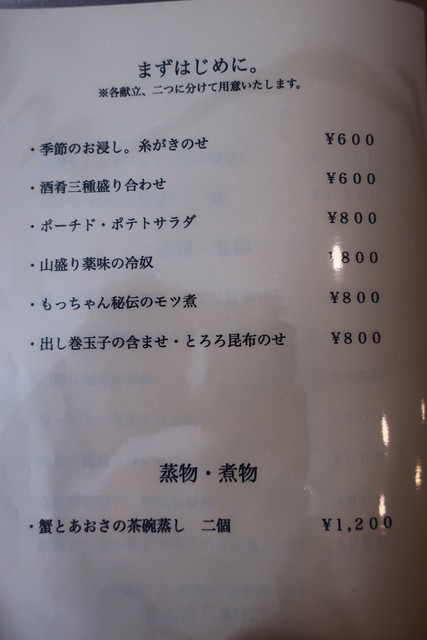 まずはじめに。
※各献立、二つに分けて用意いたします。
・季節のお浸し。糸がきのせ ¥600
・酒肴三種盛り合わせ ¥600
・ポーチド・ポテトサラダ ¥800
・山盛り薬味の冷奴 ¥800
・もっちゃん秘伝のモツ煮 ¥800
・出し巻玉子の含ませ・とろろ昆布のせ ¥800
蒸物・煮物
・蟹とあおさの茶碗蒸し 二個 ¥1,200